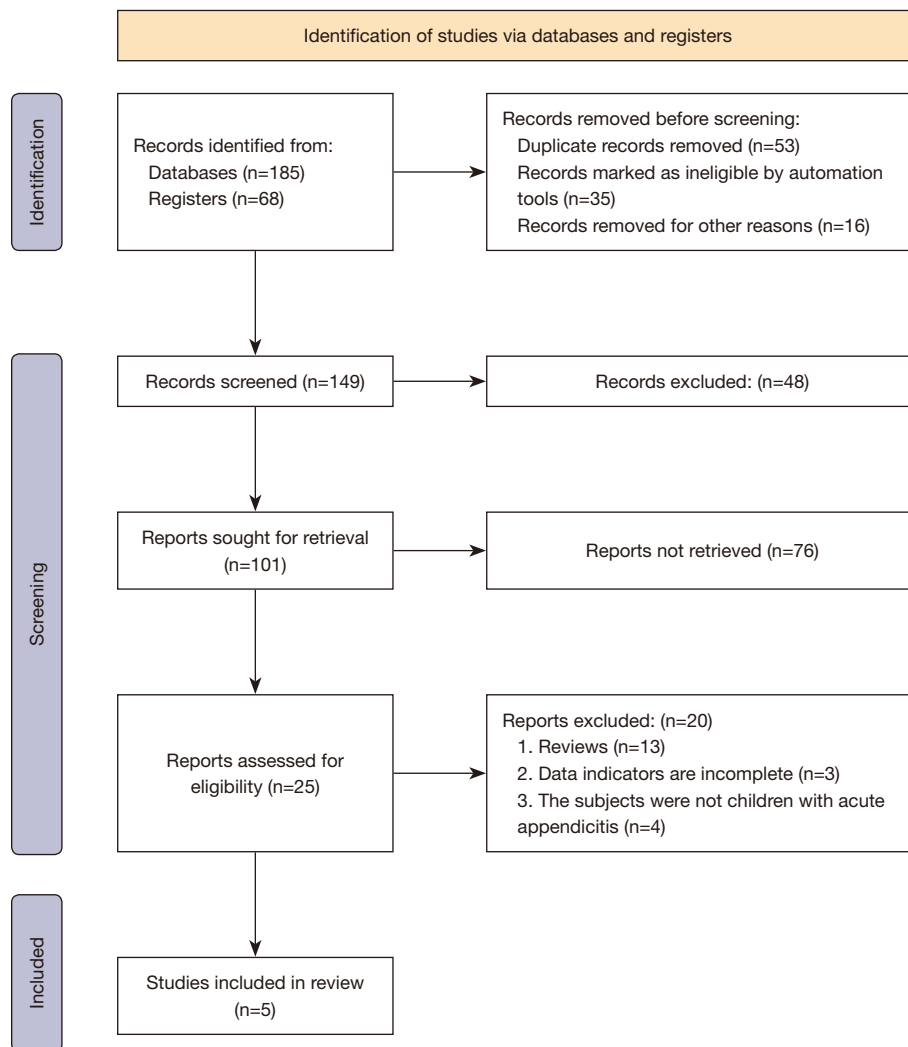 Identification of studies via databases and registers
Identification
Records identified from:
Databases (n=185)
Registers (n=68)
Records removed before screening:
Duplicate records removed (n=53)
Records marked as ineligible by automation
tools (n=35)
Records removed for other reasons (n=16)
Screening
Records screened (n=149)
Records excluded: (n=48)
Reports sought for retrieval
(n=101)
Reports not retrieved (n=76)
Reports assessed for
eligibility (n=25)
Reports excluded: (n=20)
1. Reviews (n=13)
2. Data indicators are incomplete (n=3)
3. The subjects were not children with acute
appendicitis (n=4)
Included
Studies included in review
(n=5)